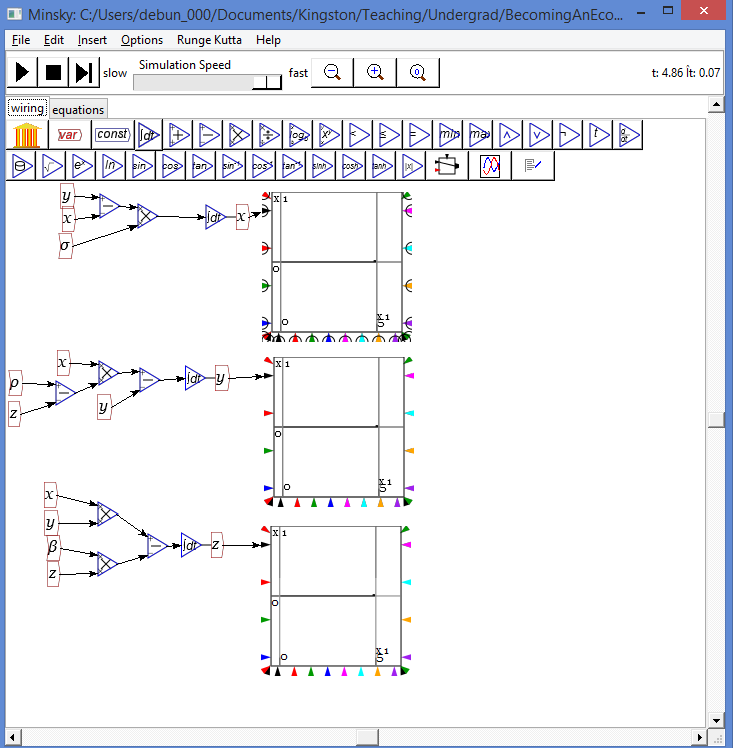 Minsky: C:/Users/debun_000/Documents/Kingston/Teaching/Undergrad/BecomingAnEco...
File Edit Insert Options Runge Kutta Help
slow Simulation Speed fast t: 4.86 Ît: 0.07
wiring equations
var const ∫dt + − × ÷ log xʸ < ≤ = min max ∧ ∨ ¬ t
√ eˣ ln sin cos tan sin⁻¹ cos⁻¹ tan⁻¹ sinh cosh tanh |x|
y
x
σ
+ − × ∫dt x
X 1
0
0
X 1
x
ρ
z
y
+ − × + − ∫dt y
X 1
0
0
X 1
x
y
β
z
× × + − ∫dt z
X 1
0
0
X 1